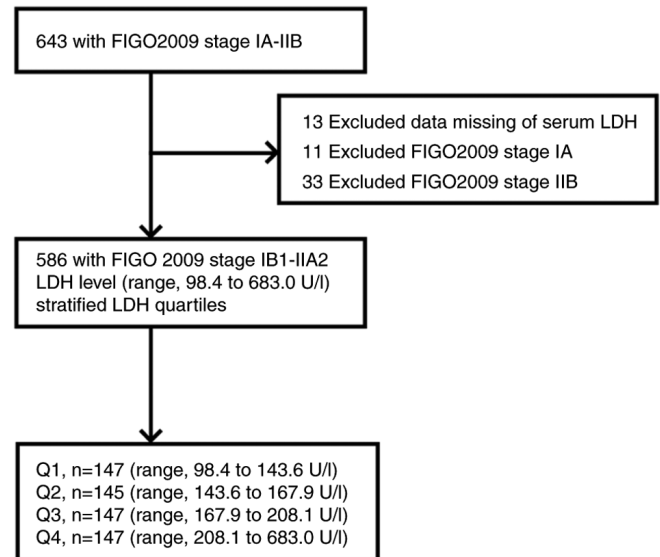 643 with FIGO2009 stage IA-IIB
13 Excluded data missing of serum LDH
11 Excluded FIGO2009 stage IA
33 Excluded FIGO2009 stage IIB
586 with FIGO 2009 stage IB1-IIA2
LDH level (range, 98.4 to 683.0 U/l)
stratified LDH quartiles
Q1, n=147 (range, 98.4 to 143.6 U/l)
Q2, n=145 (range, 143.6 to 167.9 U/l)
Q3, n=147 (range, 167.9 to 208.1 U/l)
Q4, n=147 (range, 208.1 to 683.0 U/l)